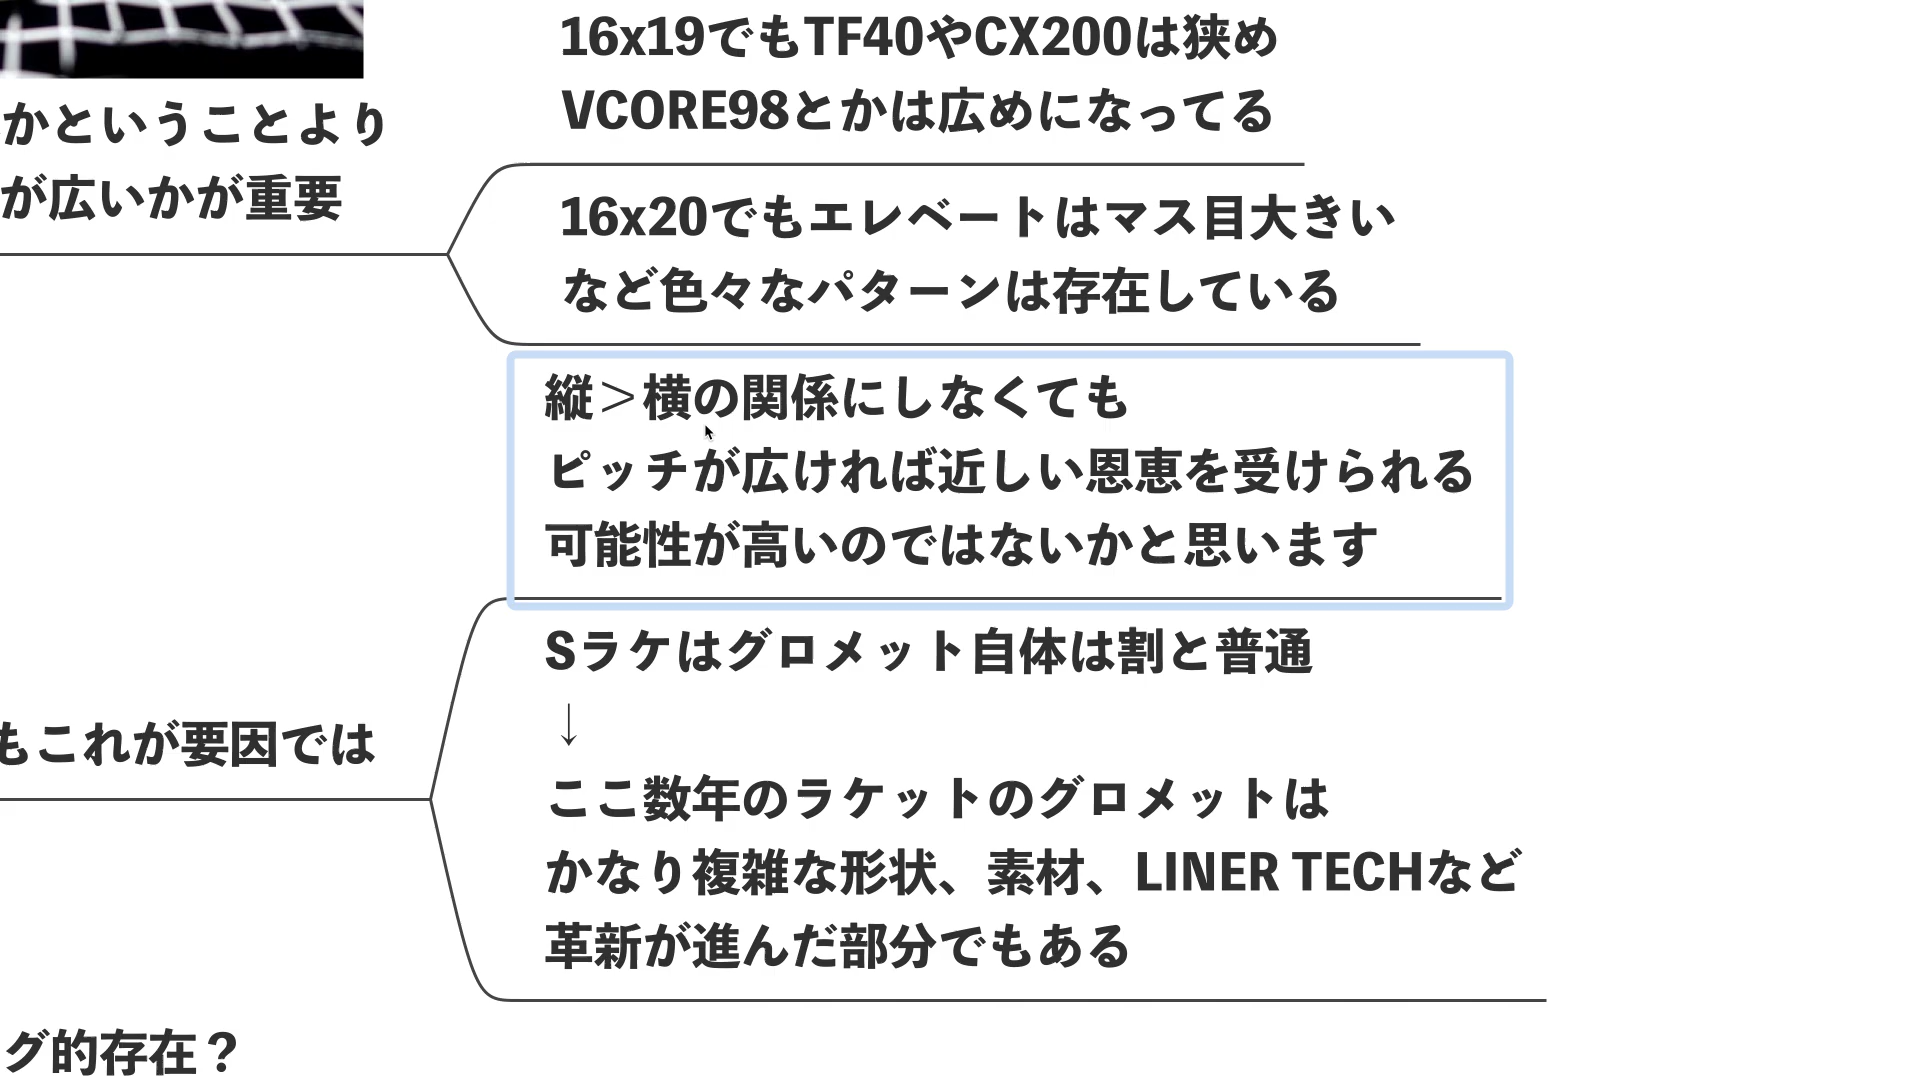 16x19でもTF40やCX200は狭め
VCORE98とかは広めになってる
かということより
が広いかが重要
16x20でもエレベートはマス目大きい
など色々なパターンは存在している
縦＞横の関係にしなくても
ピッチが広ければ近しい恩恵を受けられる
可能性が高いのではないかと思います
もこれが要因では
Sラケはグロメット自体は割と普通
↓
ここ数年のラケットのグロメットは
かなり複雑な形状、素材、LINER TECHなど
革新が進んだ部分でもある
グ的存在？